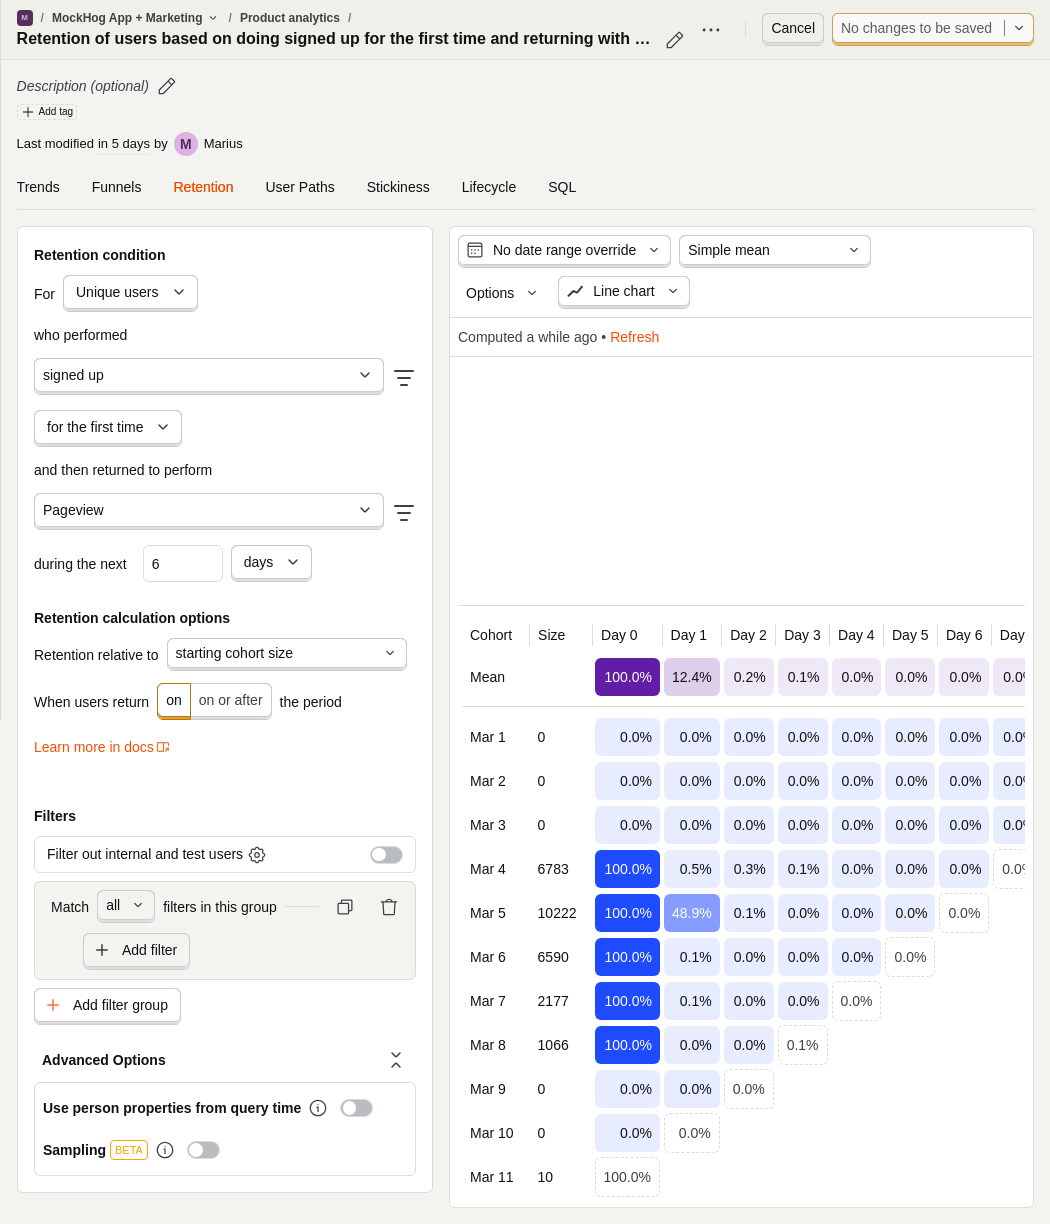 M / MockHog App + Marketing / Product analytics /
Retention of users based on doing signed up for the first time and returning with ...
Cancel
No changes to be saved
Description (optional)
Add tag
Last modified in 5 days by M Marius
Trends Funnels Retention User Paths Stickiness Lifecycle SQL
Retention condition
For Unique users
who performed
signed up
for the first time
and then returned to perform
Pageview
during the next 6 days
Retention calculation options
Retention relative to starting cohort size
When users return on on or after the period
Learn more in docs
Filters
Filter out internal and test users
Match all filters in this group
Add filter
Add filter group
Advanced Options
Use person properties from query time
Sampling BETA
No date range override Simple mean
Options Line chart
Computed a while ago • Refresh
Cohort Size Day 0 Day 1 Day 2 Day 3 Day 4 Day 5 Day 6 Day
Mean 100.0% 12.4% 0.2% 0.1% 0.0% 0.0% 0.0% 0.0%
Mar 1 0 0.0% 0.0% 0.0% 0.0% 0.0% 0.0% 0.0% 0.0%
Mar 2 0 0.0% 0.0% 0.0% 0.0% 0.0% 0.0% 0.0% 0.0%
Mar 3 0 0.0% 0.0% 0.0% 0.0% 0.0% 0.0% 0.0% 0.0%
Mar 4 6783 100.0% 0.5% 0.3% 0.1% 0.0% 0.0% 0.0% 0.0%
Mar 5 10222 100.0% 48.9% 0.1% 0.0% 0.0% 0.0% 0.0%
Mar 6 6590 100.0% 0.1% 0.0% 0.0% 0.0% 0.0%
Mar 7 2177 100.0% 0.1% 0.0% 0.0% 0.0%
Mar 8 1066 100.0% 0.0% 0.0% 0.1%
Mar 9 0 0.0% 0.0% 0.0%
Mar 10 0 0.0% 0.0%
Mar 11 10 100.0%